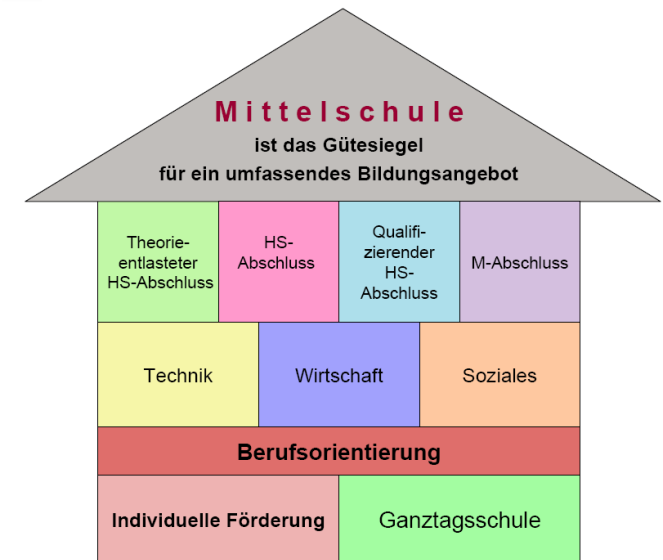 Mittelschule
ist das Gütesiegel
für ein umfassendes Bildungsangebot
Theorie-
entlasteter
HS-Abschluss
HS-
Abschluss
Qualifi-
zierender
HS-
Abschluss
M-Abschluss
Technik
Wirtschaft
Soziales
Berufsorientierung
Individuelle Förderung
Ganztagsschule